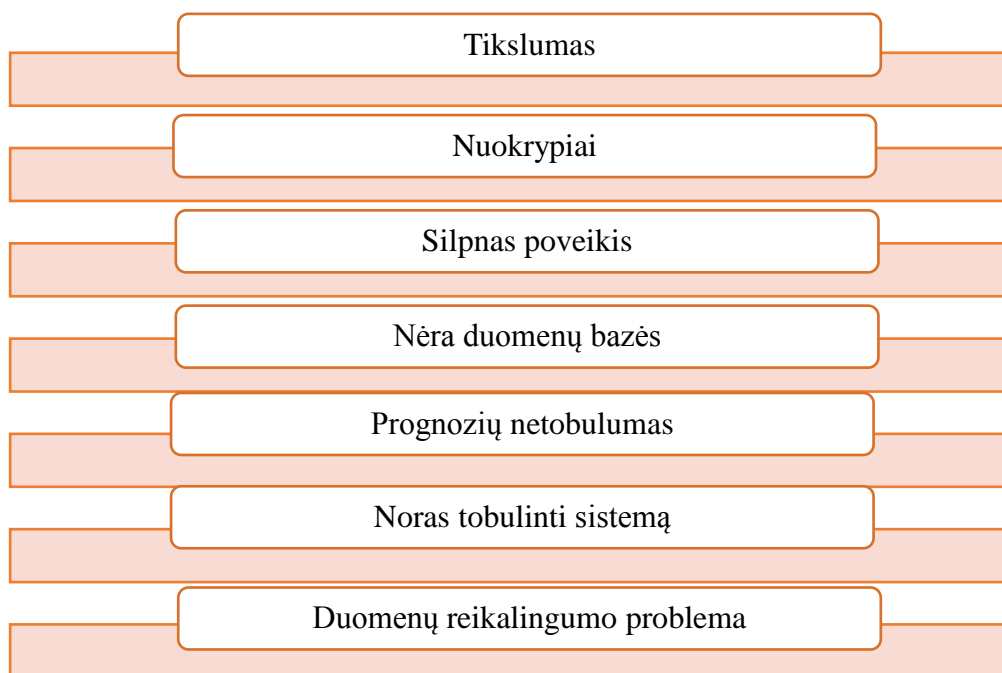 Tikslumas
Nuokrypiai
Silpnas poveikis
Nėra duomenų bazės
Prognozių netobulumas
Noras tobulinti sistemą
Duomenų reikalingumo problema